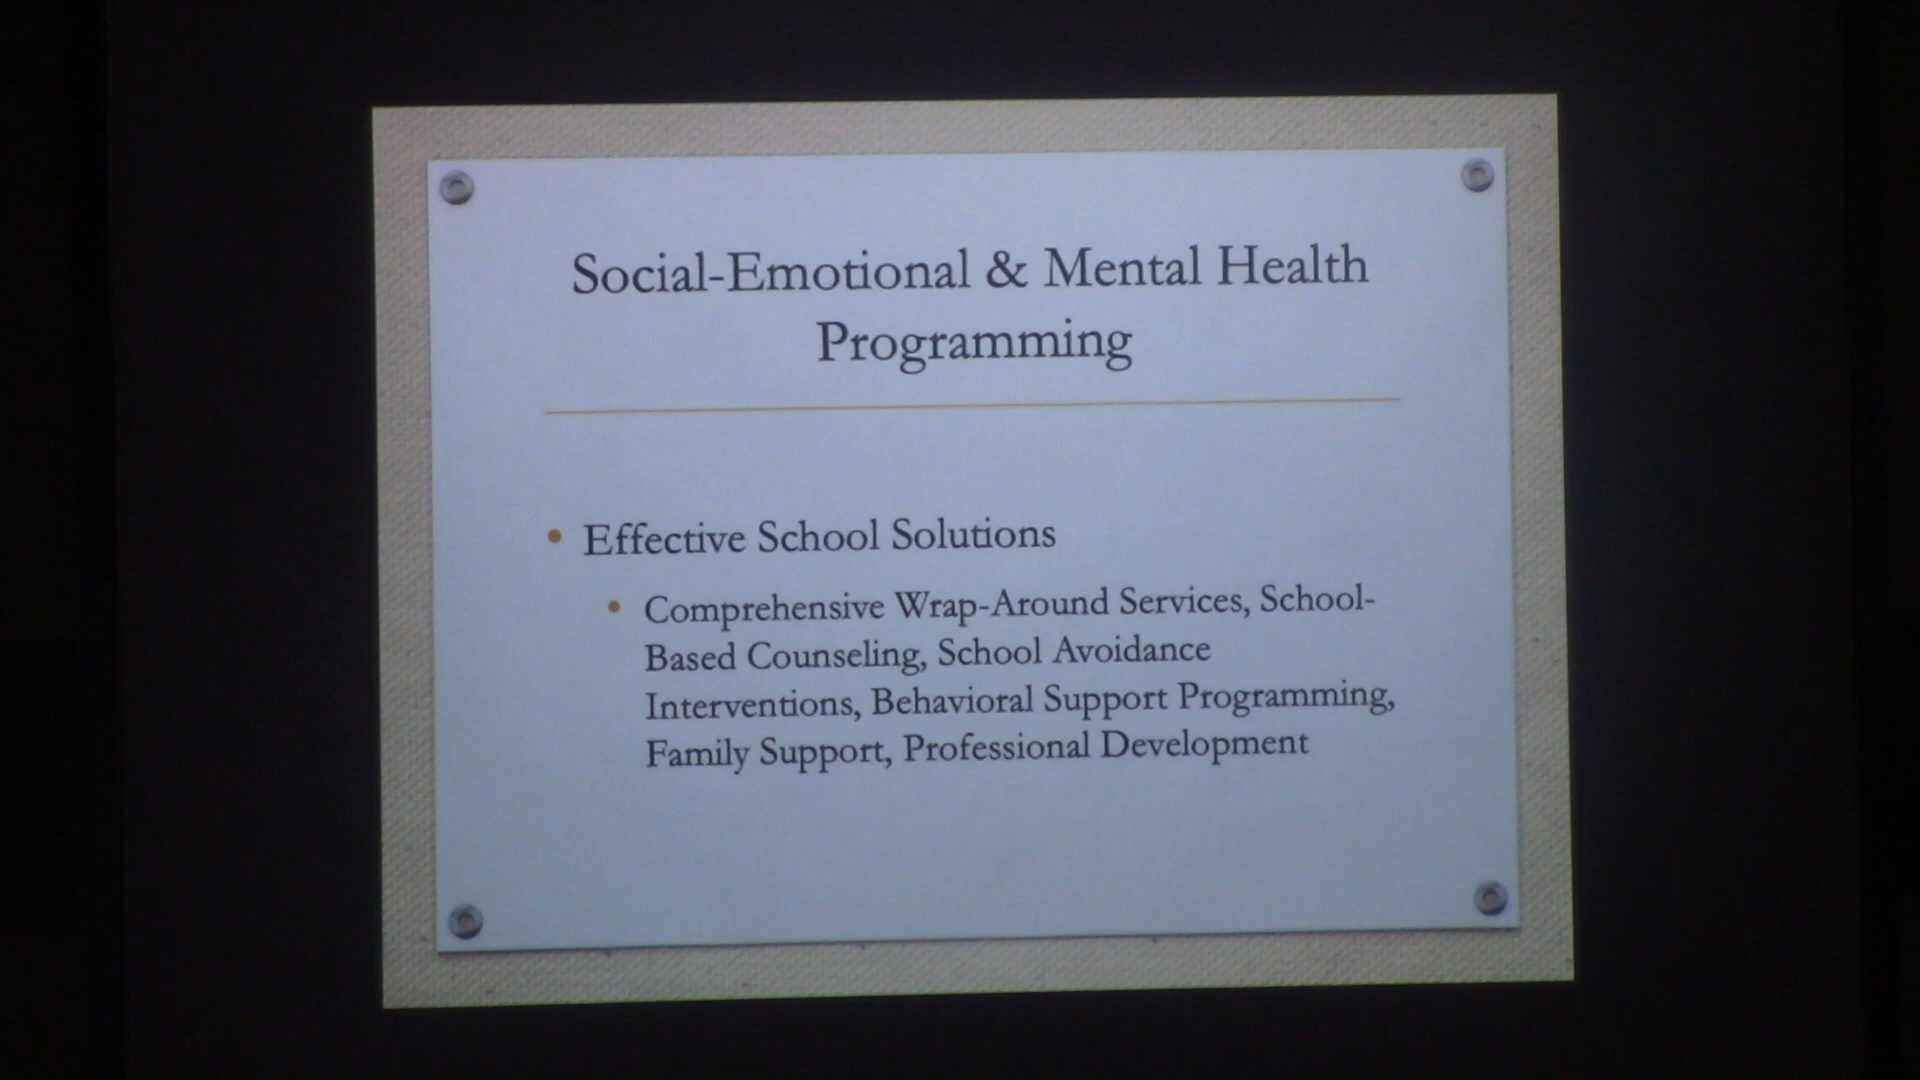 Social-Emotional & Mental Health
Programming
• Effective School Solutions
• Comprehensive Wrap-Around Services, School-
Based Counseling, School Avoidance
Interventions, Behavioral Support Programming,
Family Support, Professional Development